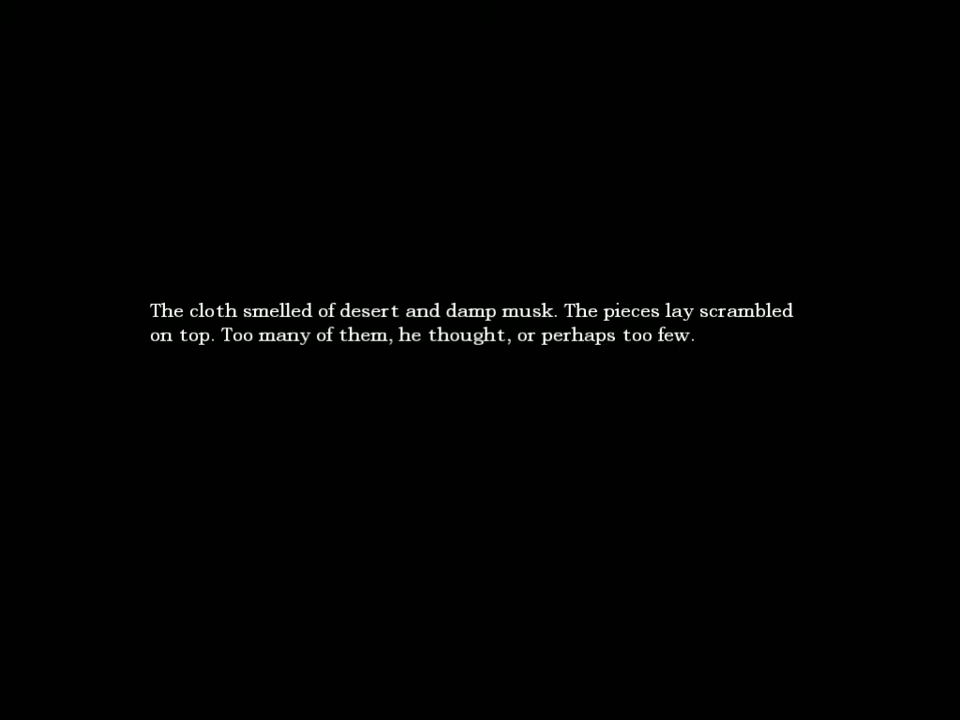 The cloth smelled of desert and damp musk. The pieces lay scrambled
on top. Too many of them, he thought, or perhaps too few.